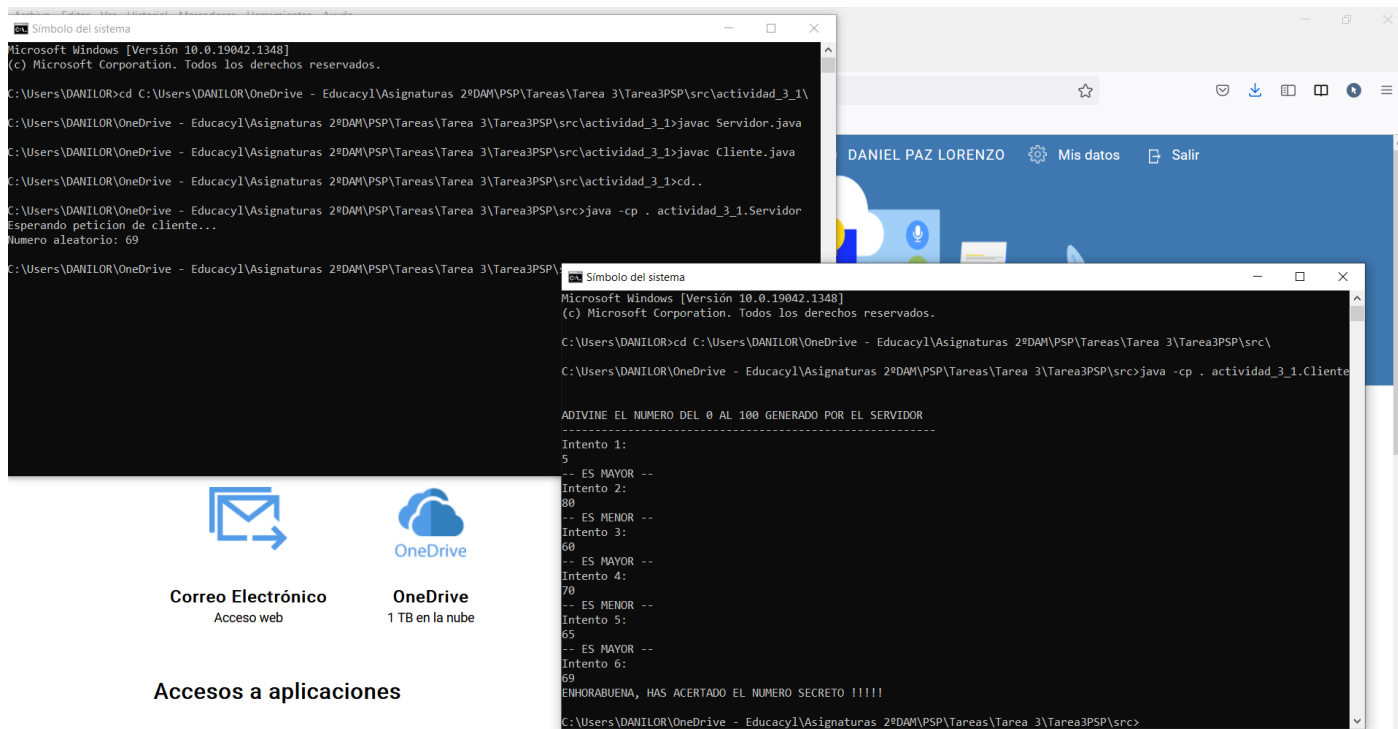 Archivo Editar Ver Historial Marcadores Herramientas Ayuda
Símbolo del sistema
Microsoft Windows [Versión 10.0.19042.1348]
(c) Microsoft Corporation. Todos los derechos reservados.
C:\Users\DANILOR>cd C:\Users\DANILOR\OneDrive - Educacyl\Asignaturas 2ºDAM\PSP\Tareas\Tarea 3\Tarea3PSP\src\actividad_3_1\
C:\Users\DANILOR\OneDrive - Educacyl\Asignaturas 2ºDAM\PSP\Tareas\Tarea 3\Tarea3PSP\src\actividad_3_1>javac Servidor.java
C:\Users\DANILOR\OneDrive - Educacyl\Asignaturas 2ºDAM\PSP\Tareas\Tarea 3\Tarea3PSP\src\actividad_3_1>javac Cliente.java
C:\Users\DANILOR\OneDrive - Educacyl\Asignaturas 2ºDAM\PSP\Tareas\Tarea 3\Tarea3PSP\src\actividad_3_1>cd..
C:\Users\DANILOR\OneDrive - Educacyl\Asignaturas 2ºDAM\PSP\Tareas\Tarea 3\Tarea3PSP\src>java -cp . actividad_3_1.Servidor
Esperando peticion de cliente...
Numero aleatorio: 69
C:\Users\DANILOR\OneDrive - Educacyl\Asignaturas 2ºDAM\PSP\Tareas\Tarea 3\Tarea3PSP\
DANIEL PAZ LORENZO Mis datos Salir
Símbolo del sistema
Microsoft Windows [Versión 10.0.19042.1348]
(c) Microsoft Corporation. Todos los derechos reservados.
C:\Users\DANILOR>cd C:\Users\DANILOR\OneDrive - Educacyl\Asignaturas 2ºDAM\PSP\Tareas\Tarea 3\Tarea3PSP\src\
C:\Users\DANILOR\OneDrive - Educacyl\Asignaturas 2ºDAM\PSP\Tareas\Tarea 3\Tarea3PSP\src>java -cp . actividad_3_1.Cliente
ADIVINE EL NUMERO DEL 0 AL 100 GENERADO POR EL SERVIDOR
---------------------------------------------------------
Intento 1:
5
-- ES MAYOR --
Intento 2:
80
-- ES MENOR --
Intento 3:
60
-- ES MAYOR --
Intento 4:
70
-- ES MENOR --
Intento 5:
65
-- ES MAYOR --
Intento 6:
69
ENHORABUENA, HAS ACERTADO EL NUMERO SECRETO !!!!!
C:\Users\DANILOR\OneDrive - Educacyl\Asignaturas 2ºDAM\PSP\Tareas\Tarea 3\Tarea3PSP\src>
OneDrive
Correo Electrónico OneDrive
Acceso web 1 TB en la nube
Accesos a aplicaciones